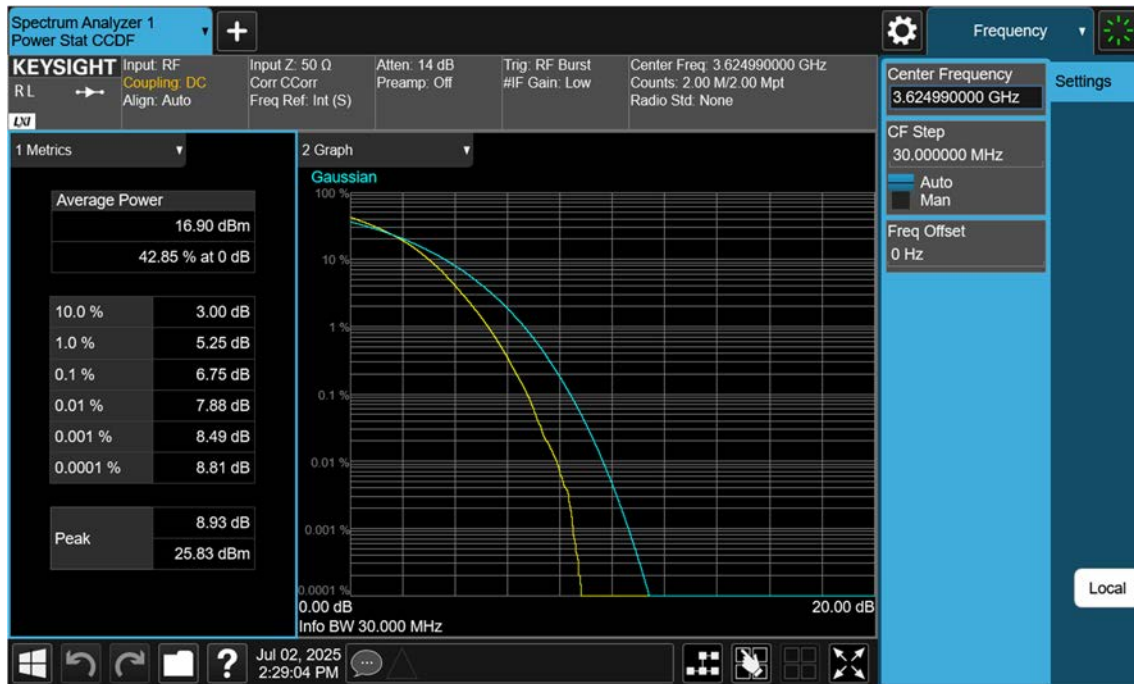 Spectrum Analyzer 1
Power Stat CCDF
+
Frequency
KEYSIGHT
RL
LXI
Input: RF
Coupling: DC
Align: Auto
Input Z: 50 Ω
Corr CCorr
Freq Ref: Int (S)
Atten: 14 dB
Preamp: Off
Trig: RF Burst
#IF Gain: Low
Center Freq: 3.624990000 GHz
Counts: 2.00 M/2.00 Mpt
Radio Std: None
Center Frequency
3.624990000 GHz
Settings
CF Step
30.000000 MHz
Auto
Man
Freq Offset
0 Hz
1 Metrics
Average Power
16.90 dBm
42.85 % at 0 dB
10.0 % 3.00 dB
1.0 % 5.25 dB
0.1 % 6.75 dB
0.01 % 7.88 dB
0.001 % 8.49 dB
0.0001 % 8.81 dB
Peak
8.93 dB
25.83 dBm
2 Graph
Gaussian
100 %
10 %
1 %
0.1 %
0.01 %
0.001 %
0.0001 %
0.00 dB 20.00 dB
Info BW 30.000 MHz
Local
?
Jul 02, 2025
2:29:04 PM